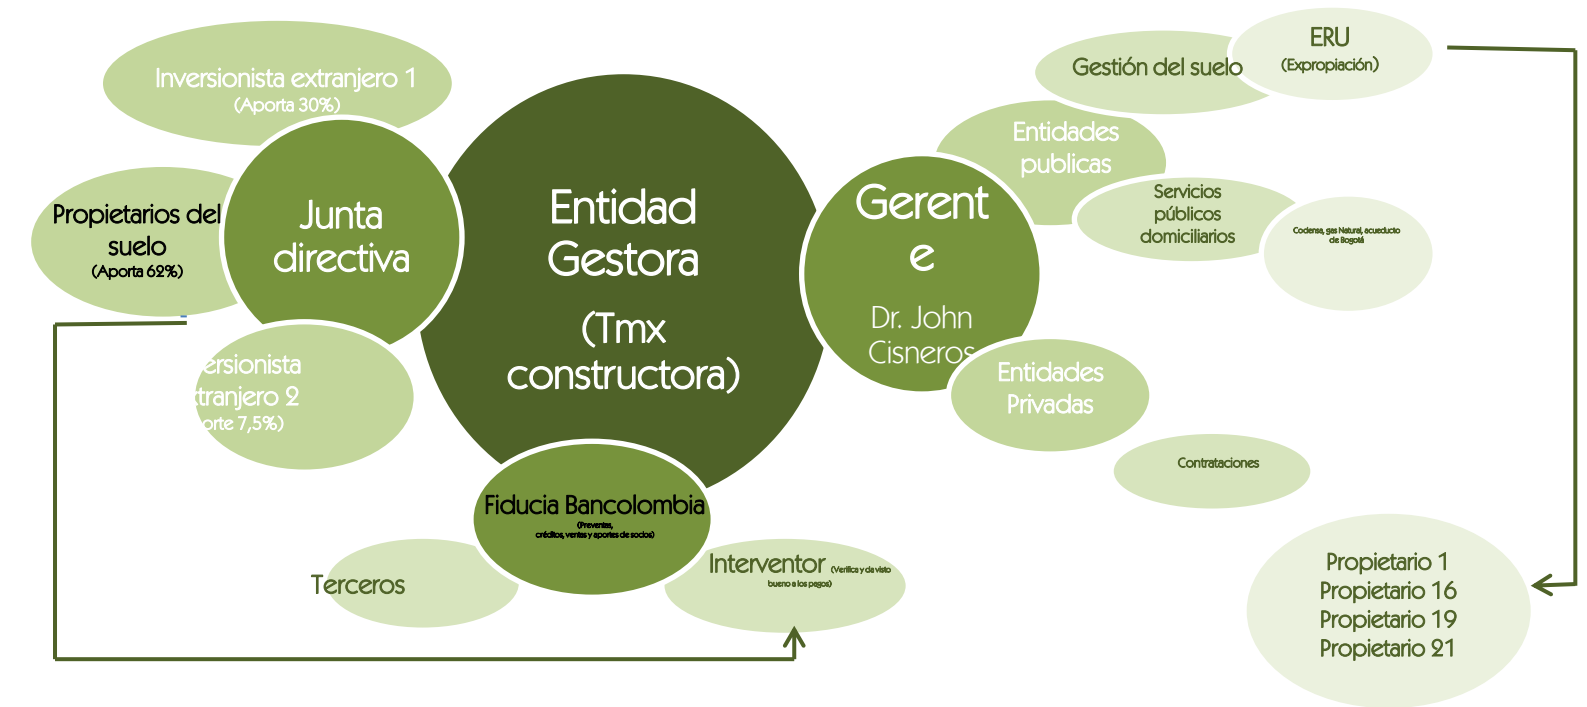 Inversionista extranjero 1
(Aporta 30%)
Propietarios del
suelo
(Aporta 62%)
Junta
directiva
ersionista
tranjero 2
orte 7,5%)
Entidad
Gestora
(Tmx
constructora)
Fiducia Bancolombia
(Preventas,
créditos, ventas y aportes de socios)
Terceros
Interventor (Verifica y da visto
bueno a los pagos)
Gerent
e
Dr. John
Cisneros
Entidades
publicas
Gestión del suelo
ERU
(Expropiación)
Servicios
públicos
domiciliarios
Codensa, gas Natural, acueducto
de Bogotá
Entidades
Privadas
Contrataciones
Propietario 1
Propietario 16
Propietario 19
Propietario 21